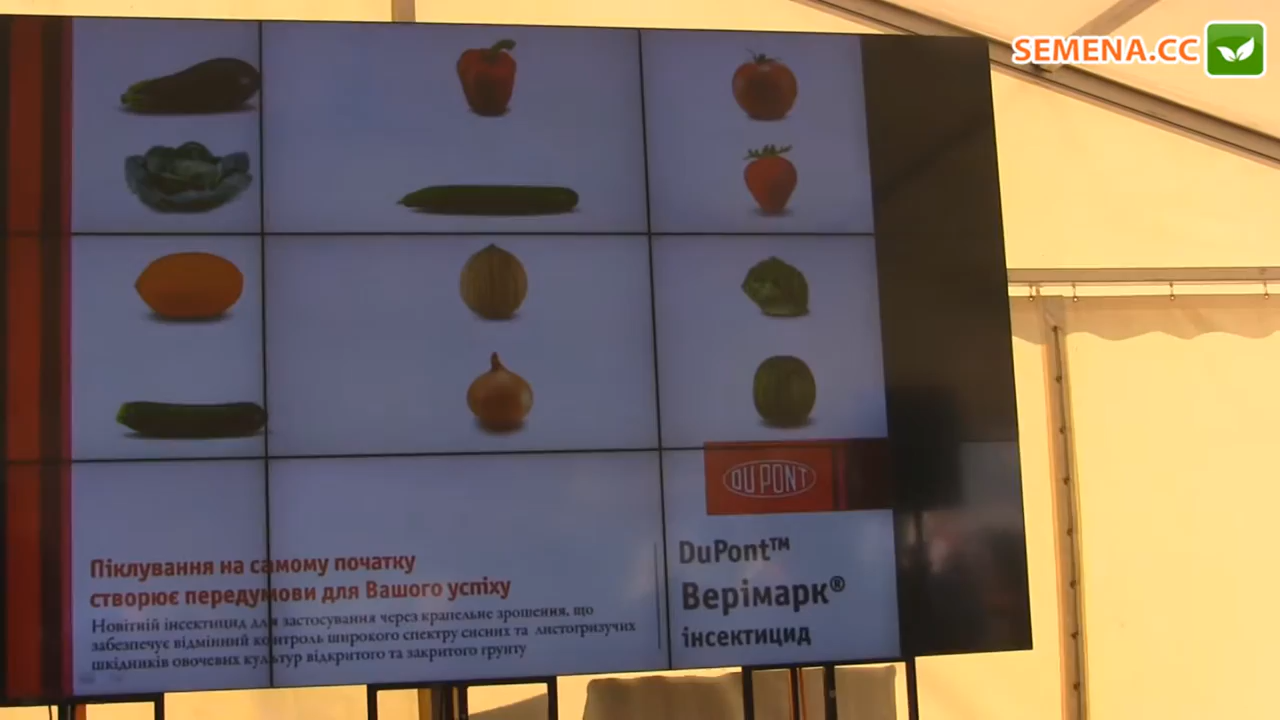 SEMENA.CC
DU PONT
Піклування на самому початку
створює передумови для Вашого успіху
Новітній інсектицид для застосування через крапельне зрошення, що
забезпечує відмінний контроль широкого спектру сисних та листогризучих
шкідників овочевих культур відкритого та закритого ґрунту
DuPont™
Верімарк®
інсектицид